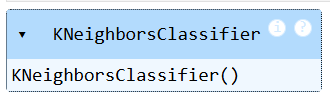 ▾ KNeighborsClassifier i ?
KNeighborsClassifier()